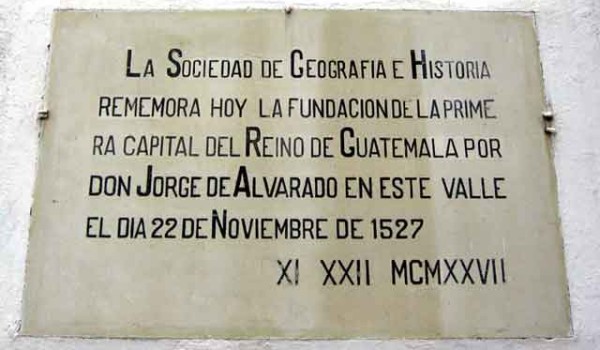 La Sociedad de Geografia e Historia
REMEMORA HOY LA FUNDACION DE LA PRIME
RA CAPITAL DEL REINO DE GUATEMALA POR
DON JORGE DE ALVARADO EN ESTE VALLE
EL DIA 22 DE NOVIEMBRE DE 1527
XI XXII MCMXXVII